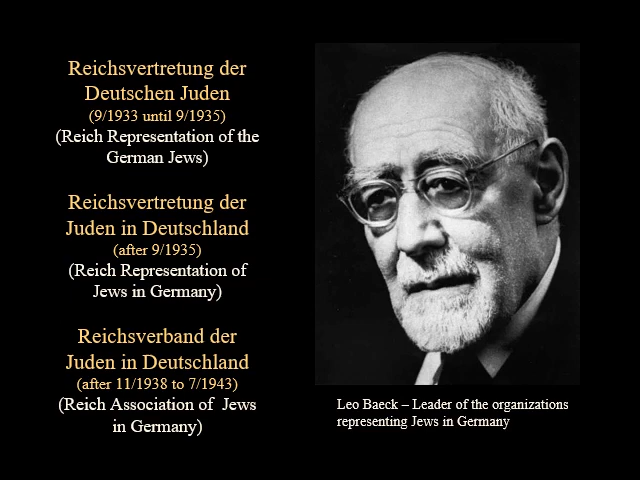 Reichsvertretung der
Deutschen Juden
(9/1933 until 9/1935)
(Reich Representation of the
German Jews)
Reichsvertretung der
Juden in Deutschland
(after 9/1935)
(Reich Representation of
Jews in Germany)
Reichsverband der
Juden in Deutschland
(after 11/1938 to 7/1943)
(Reich Association of  Jews
in Germany)
Leo Baeck – Leader of the organizations
representing Jews in Germany